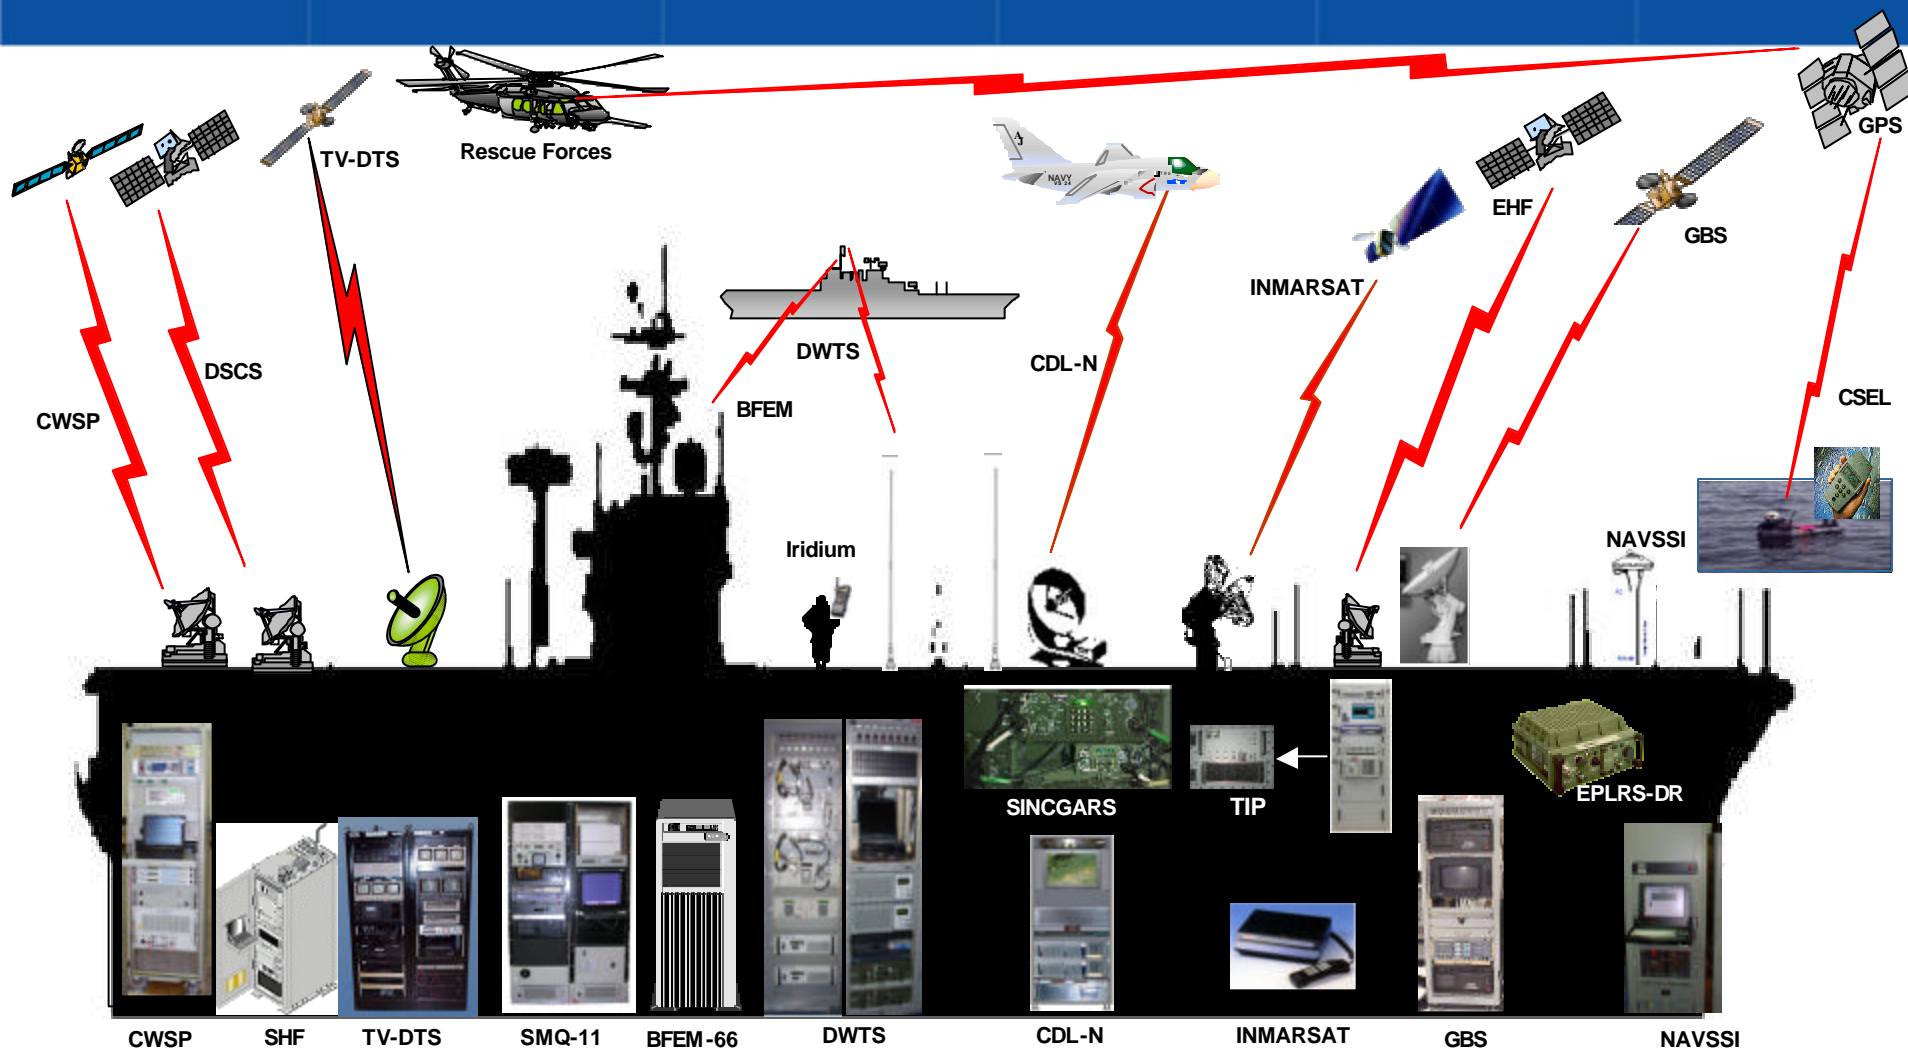 GPS
TV-DTS
Rescue Forces
NAVY
EHF
GBS
INMARSAT
DWTS
CDL-N
DSCS
CWSP
BFEM
CSEL
Iridium
NAVSSI
SINCGARS
TIP
EPLRS-DR
CWSP
SHF
TV-DTS
SMQ-11
BFEM-66
DWTS
CDL-N
INMARSAT
GBS
NAVSSI